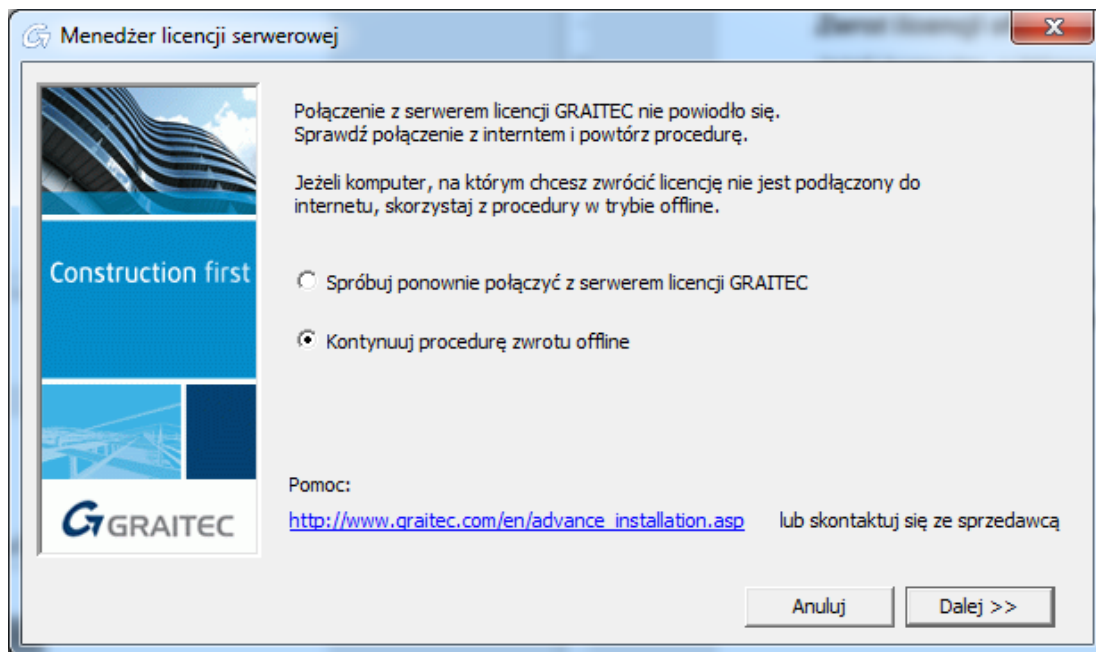 Menedżer licencji serwerowej
Połączenie z serwerem licencji GRAITEC nie powiodło się.
Sprawdź połączenie z interntem i powtórz procedurę.
Jeżeli komputer, na którym chcesz zwrócić licencję nie jest podłączony do
internetu, skorzystaj z procedury w trybie offline.
Construction first
Spróbuj ponownie połączyć z serwerem licencji GRAITEC
Kontynuuj procedurę zwrotu offline
Pomoc:
GRAITEC
http://www.graitec.com/en/advance_installation.asp lub skontaktuj się ze sprzedawcą
Anuluj Dalej >>